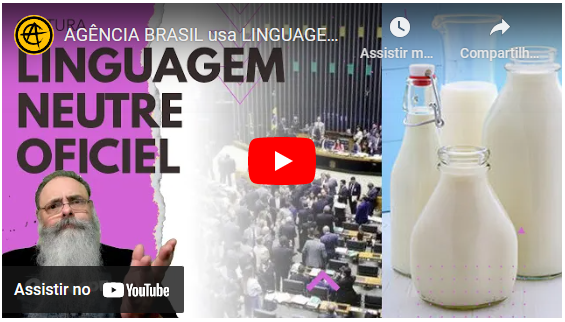 URA
AGÊNCIA BRASIL usa LINGUAGE...
Assistir m...
Compartilh...
LINGUAGEM
NEUTRE
OFICIEL
Assistir no YouTube